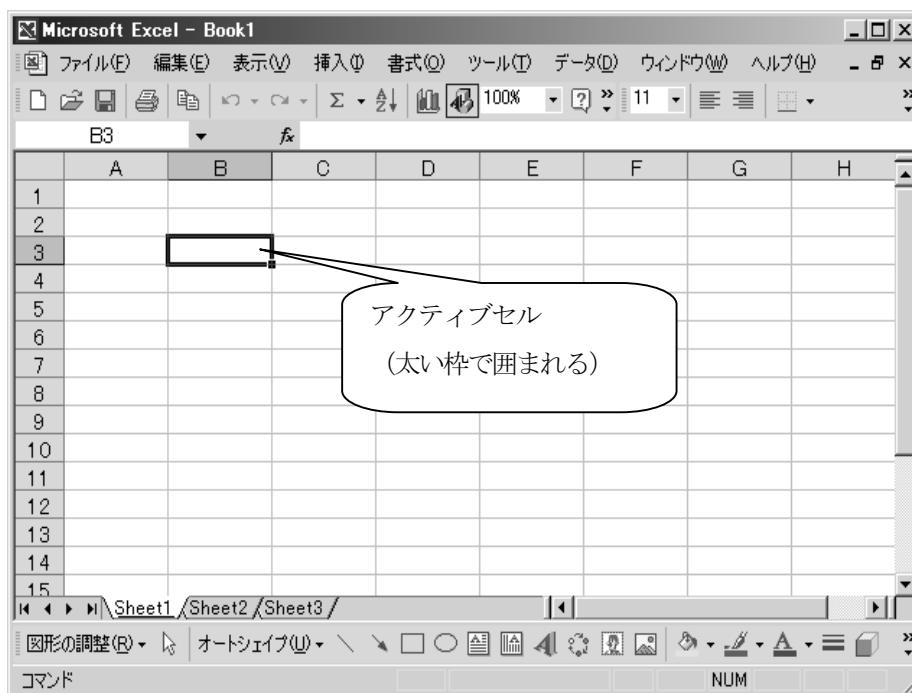 Microsoft Excel - Book1
ファイル(F) 編集(E) 表示(V) 挿入(I) 書式(O) ツール(T) データ(D) ウィンドウ(W) ヘルプ(H)
100% 11
B3 fx
A B C D E F G H
1
2
3
4
アクティブセル
5
6
(太い枠で囲まれる)
7
8
9
10
11
12
13
14
15
Sheet1 Sheet2 Sheet3
図形の調整(R) オートシェイプ(U)
コマンド NUM